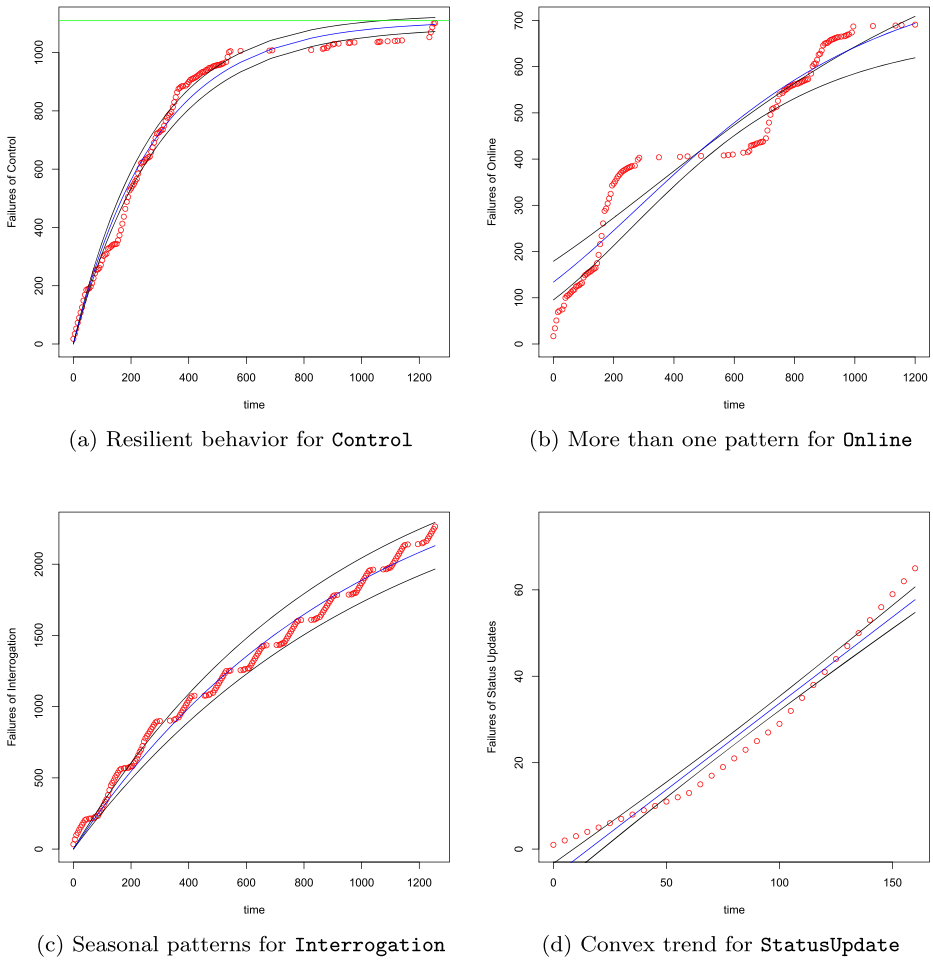 1000
800
600
400
200
0
Failures of Control
0 200 400 600 800 1000 1200
time
(a) Resilient behavior for Control
700
600
500
400
300
200
100
0
Failures of Online
0 200 400 600 800 1000 1200
time
(b) More than one pattern for Online
2000
1500
1000
500
0
Failures of Interrogation
0 200 400 600 800 1000 1200
time
(c) Seasonal patterns for Interrogation
60
40
20
0
Failures of Status Updates
0 50 100 150
time
(d) Convex trend for StatusUpdate